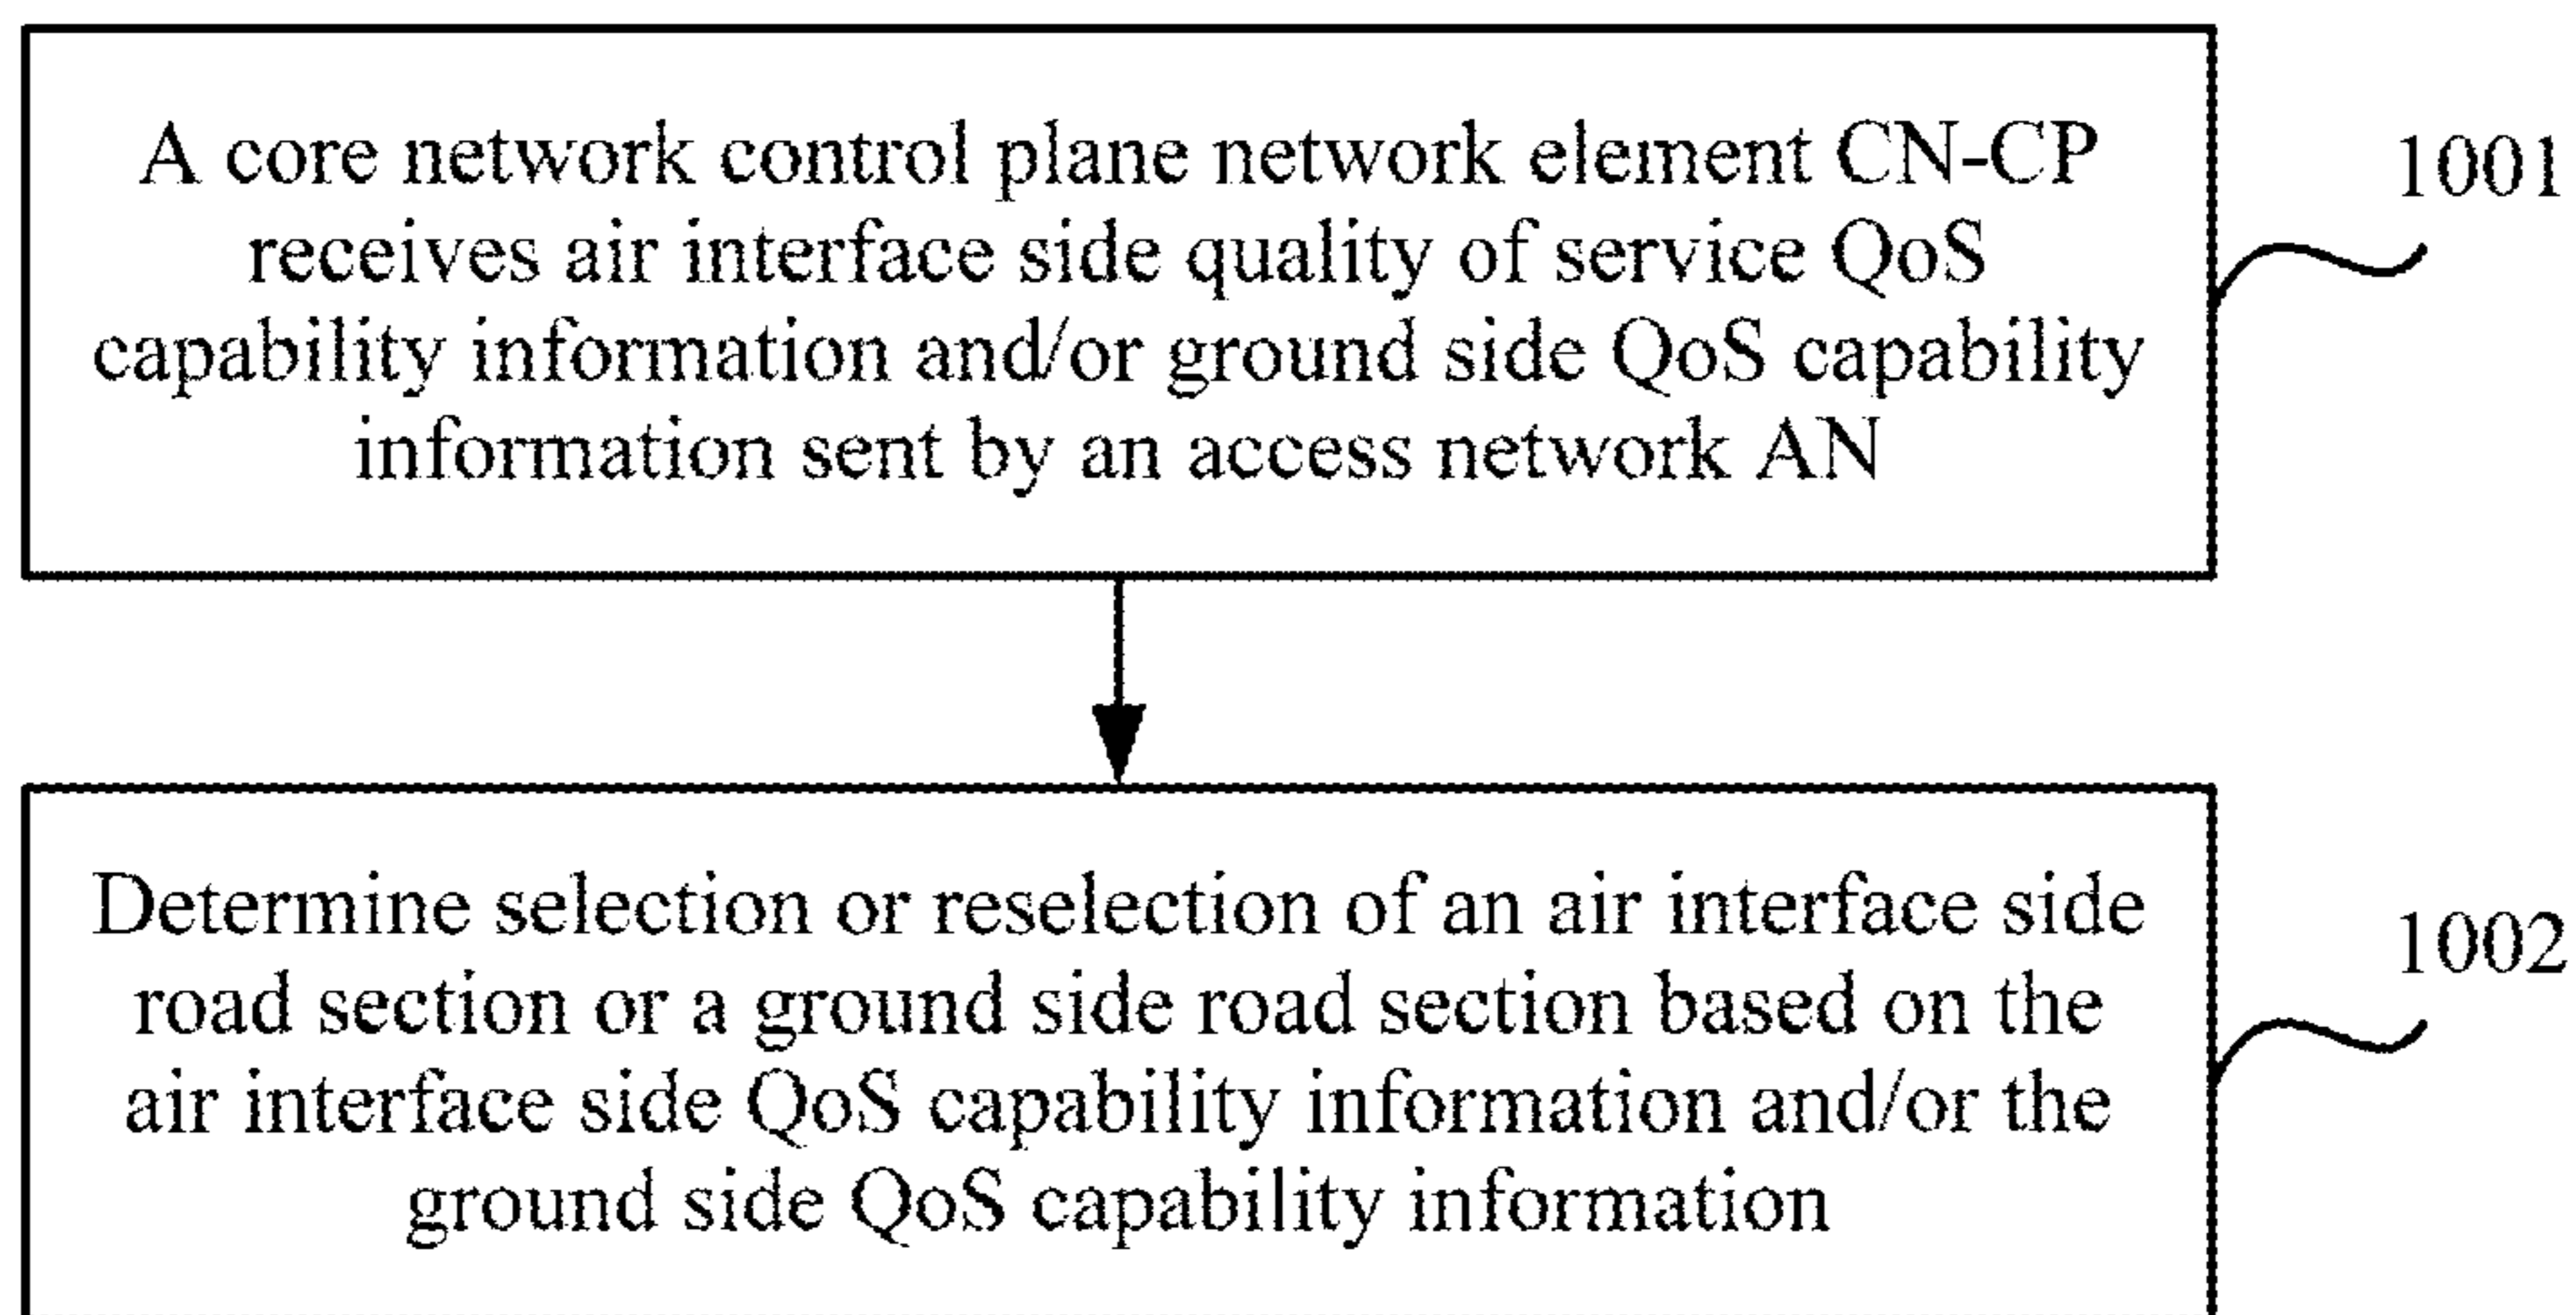 A core network control plane network element CN-CP
receives air interface side quality of service QoS
capability information and/or ground side QoS capability
information sent by an access network AN
1001
Determine selection or reselection of an air interface side
road section or a ground side road section based on the
air interface side QoS capability information and/or the
ground side QoS capability information
1002